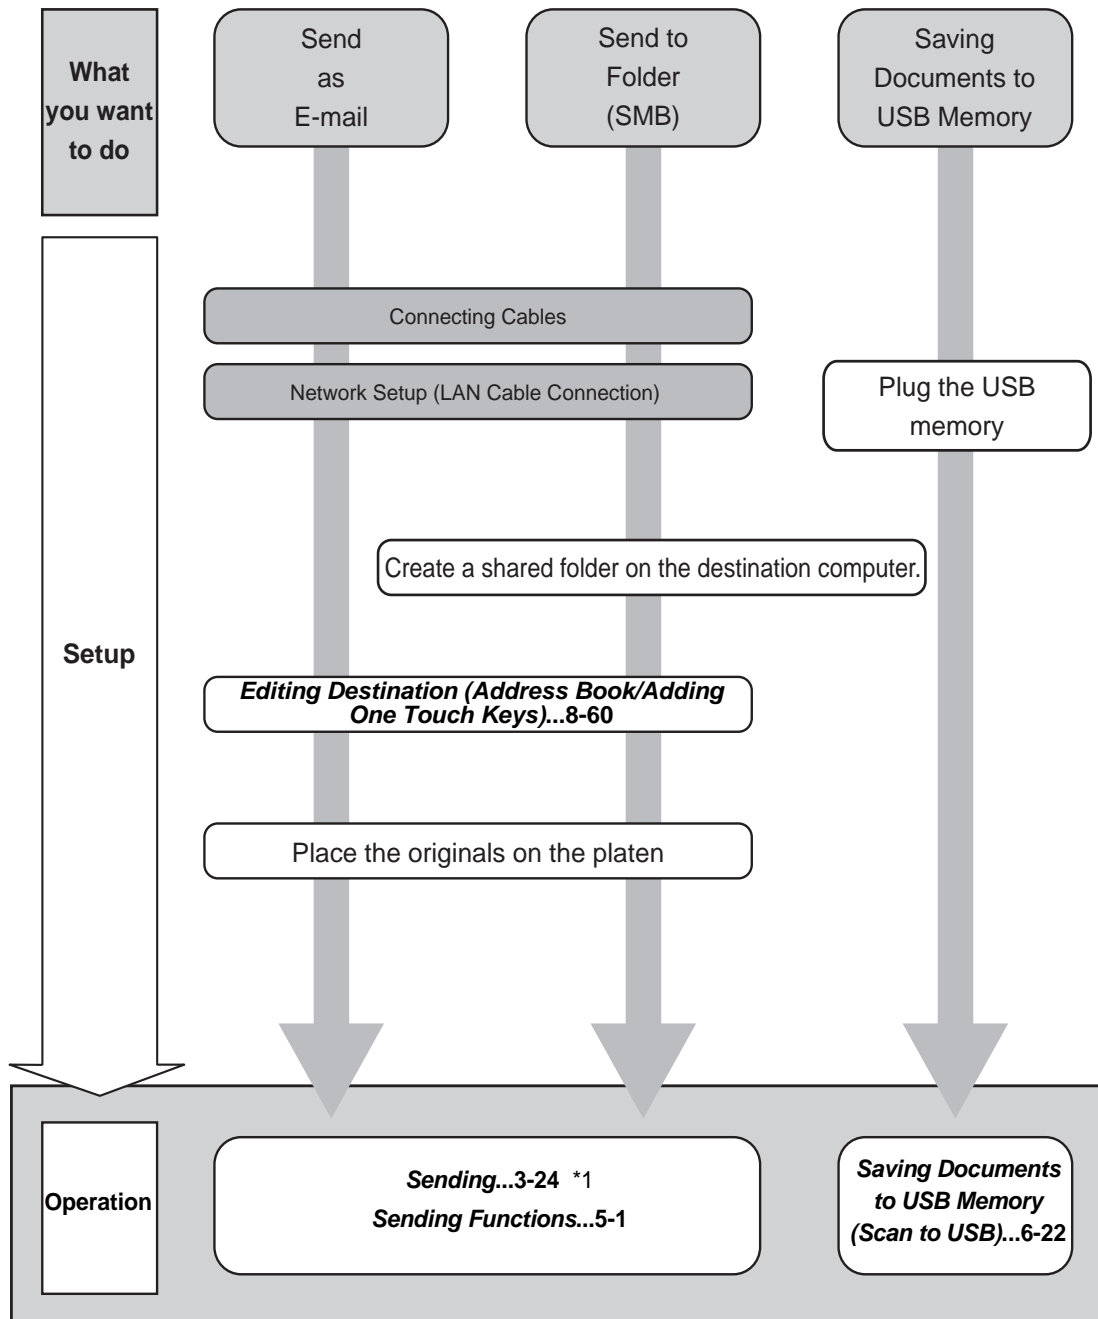 What
you want
to do
Send
as
E-mail
Send to
Folder
(SMB)
Saving
Documents to
USB Memory
Connecting Cables
Network Setup (LAN Cable Connection)
Plug the USB
memory
Create a shared folder on the destination computer.
Setup
Editing Destination (Address Book/Adding
One Touch Keys)...8-60
Place the originals on the platen
Operation
Sending...3-24 *1
Sending Functions...5-1
Saving Documents
to USB Memory
(Scan to USB)...6-22